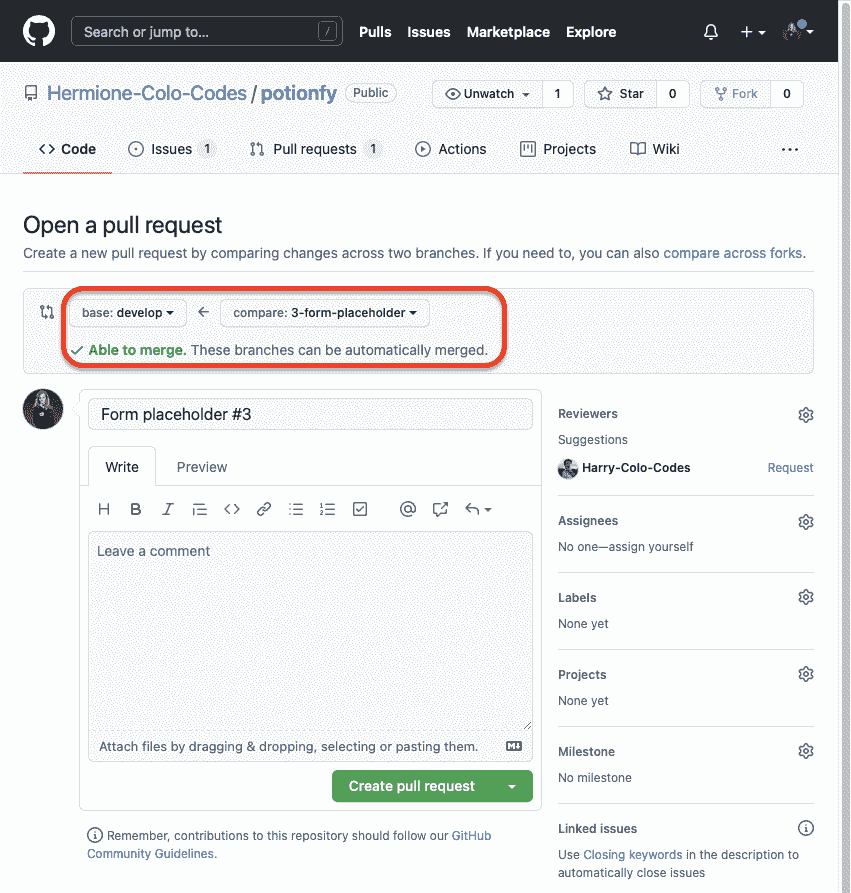 Search or jump to... / Pulls Issues Marketplace Explore
Hermione-Colo-Codes / potionfy Public Unwatch 1 Star 0 Fork 0
Code Issues 1 Pull requests 1 Actions Projects Wiki ...
Open a pull request
Create a new pull request by comparing changes across two branches. If you need to, you can also compare across forks.
base: develop ← compare: 3-form-placeholder
✓ Able to merge. These branches can be automatically merged.
Form placeholder #3
Write Preview
H B I @
Leave a comment
Attach files by dragging & dropping, selecting or pasting them.
Create pull request
Remember, contributions to this repository should follow our GitHub
Community Guidelines.
Reviewers
Suggestions
Harry-Colo-Codes Request
Assignees
No one—assign yourself
Labels
None yet
Projects
None yet
Milestone
No milestone
Linked issues
Use Closing keywords in the description to
automatically close issues